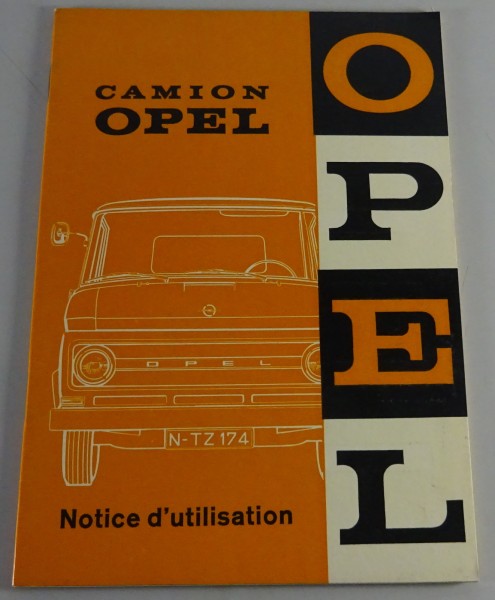 CAMION
OPEL
OPEL
N-TZ 174
Notice d'utilisation
O
P
E
L